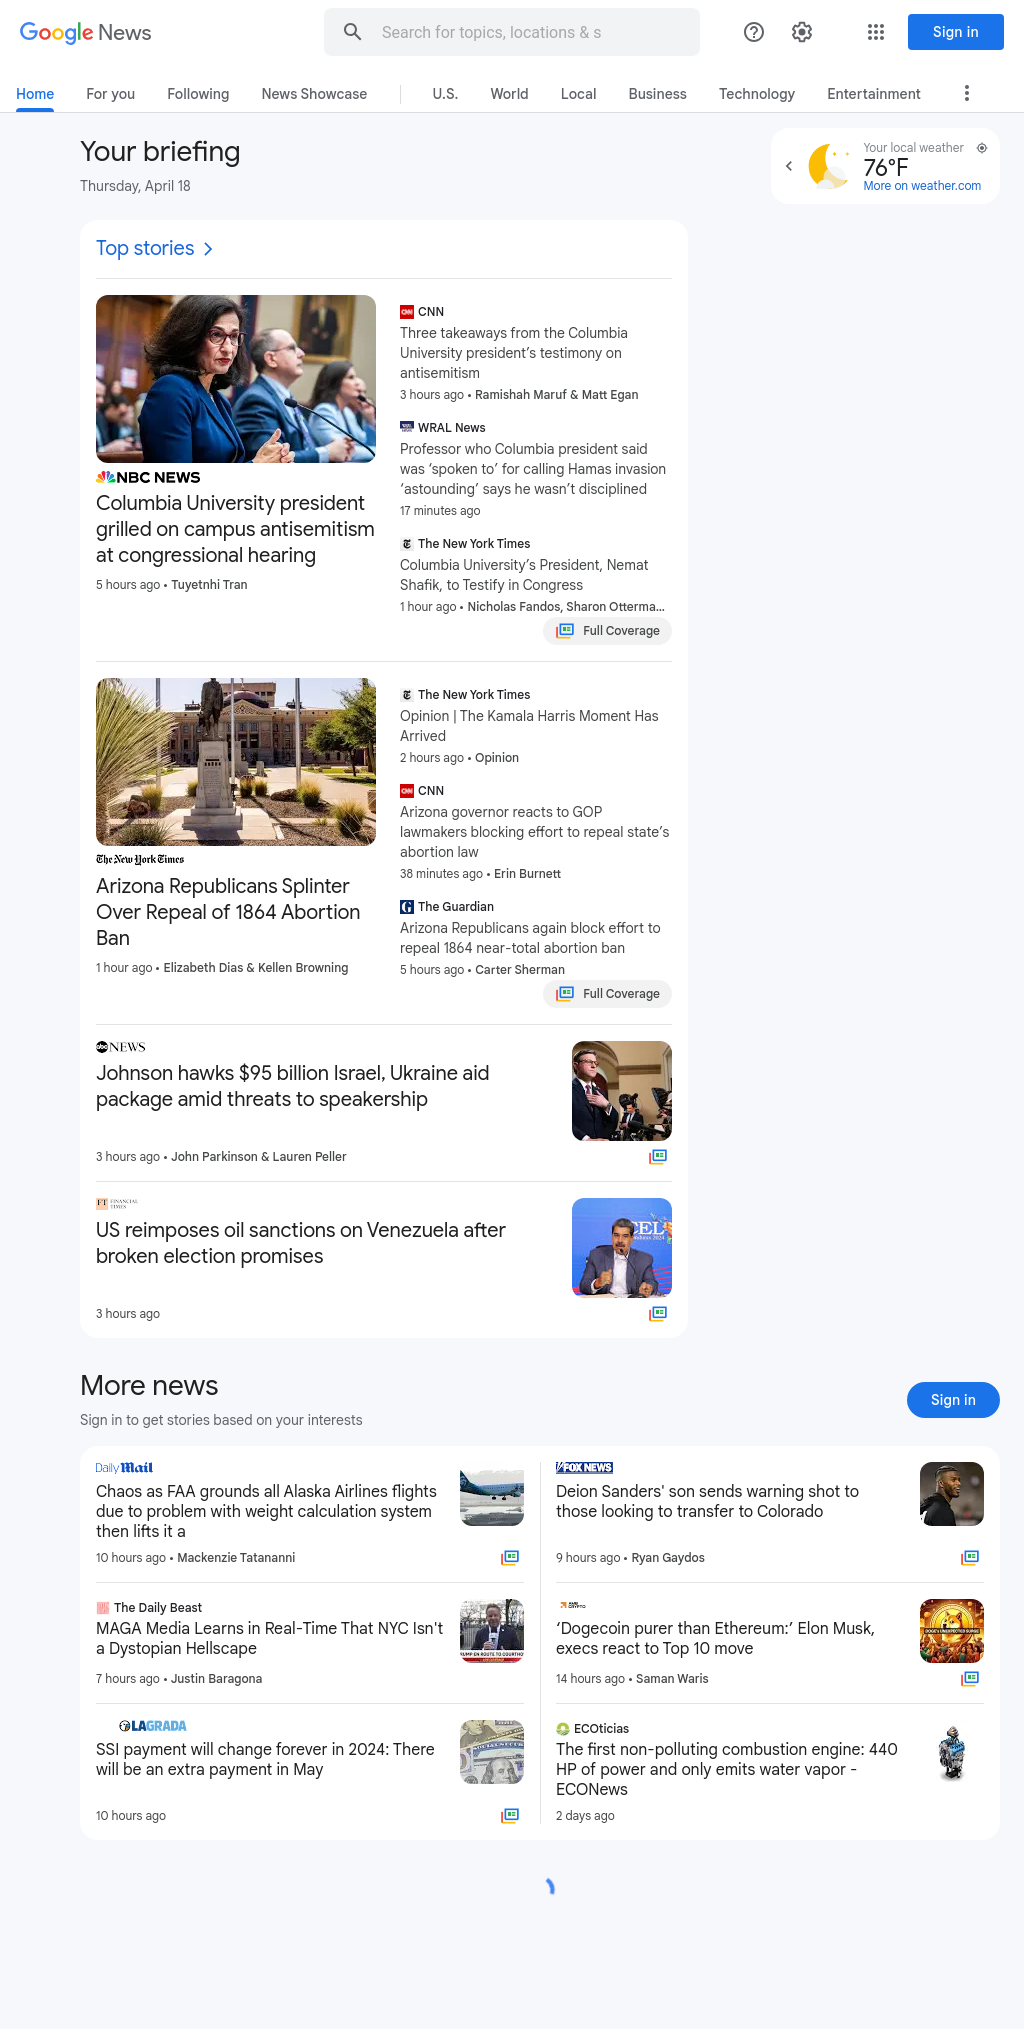 Google News
Search for topics, locations & s
Sign in
Home
For you
Following
News Showcase
U.S.
World
Local
Business
Technology
Entertainment
Your briefing
Thursday, April 18
Your local weather
76°F
More on weather.com
Top stories
NBC NEWS
Columbia University president
grilled on campus antisemitism
at congressional hearing
5 hours ago • Tuyetnhi Tran
CNN
Three takeaways from the Columbia
University president’s testimony on
antisemitism
3 hours ago • Ramishah Maruf & Matt Egan
WRAL News
Professor who Columbia president said
was ‘spoken to’ for calling Hamas invasion
‘astounding’ says he wasn’t disciplined
17 minutes ago
The New York Times
Columbia University’s President, Nemat
Shafik, to Testify in Congress
1 hour ago • Nicholas Fandos, Sharon Otterma…
Full Coverage
The New York Times
Arizona Republicans Splinter
Over Repeal of 1864 Abortion
Ban
1 hour ago • Elizabeth Dias & Kellen Browning
The New York Times
Opinion | The Kamala Harris Moment Has
Arrived
2 hours ago • Opinion
CNN
Arizona governor reacts to GOP
lawmakers blocking effort to repeal state’s
abortion law
38 minutes ago • Erin Burnett
The Guardian
Arizona Republicans again block effort to
repeal 1864 near-total abortion ban
5 hours ago • Carter Sherman
Full Coverage
abc NEWS
Johnson hawks $95 billion Israel, Ukraine aid
package amid threats to speakership
3 hours ago • John Parkinson & Lauren Peller
FT FINANCIAL
TIMES
US reimposes oil sanctions on Venezuela after
broken election promises
3 hours ago
More news
Sign in to get stories based on your interests
Sign in
Daily Mail
Chaos as FAA grounds all Alaska Airlines flights
due to problem with weight calculation system
then lifts it a
10 hours ago • Mackenzie Tatananni
FOX NEWS
Deion Sanders' son sends warning shot to
those looking to transfer to Colorado
9 hours ago • Ryan Gaydos
The Daily Beast
MAGA Media Learns in Real-Time That NYC Isn't
a Dystopian Hellscape
7 hours ago • Justin Baragona
‘Dogecoin purer than Ethereum:’ Elon Musk,
execs react to Top 10 move
14 hours ago • Saman Waris
LAGRADA
SSI payment will change forever in 2024: There
will be an extra payment in May
10 hours ago
ECOticias
The first non-polluting combustion engine: 440
HP of power and only emits water vapor -
ECONews
2 days ago